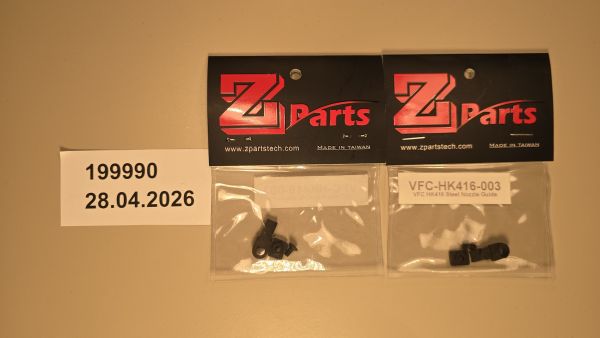 199990
28.04.2026
Z Parts
www.zpartstech.com MADE IN TAIWAN
Z Parts
www.zpartstech.com MADE IN TAIWAN
VFC-HK416-003
VFC HK416 Steel Nozzle Guide